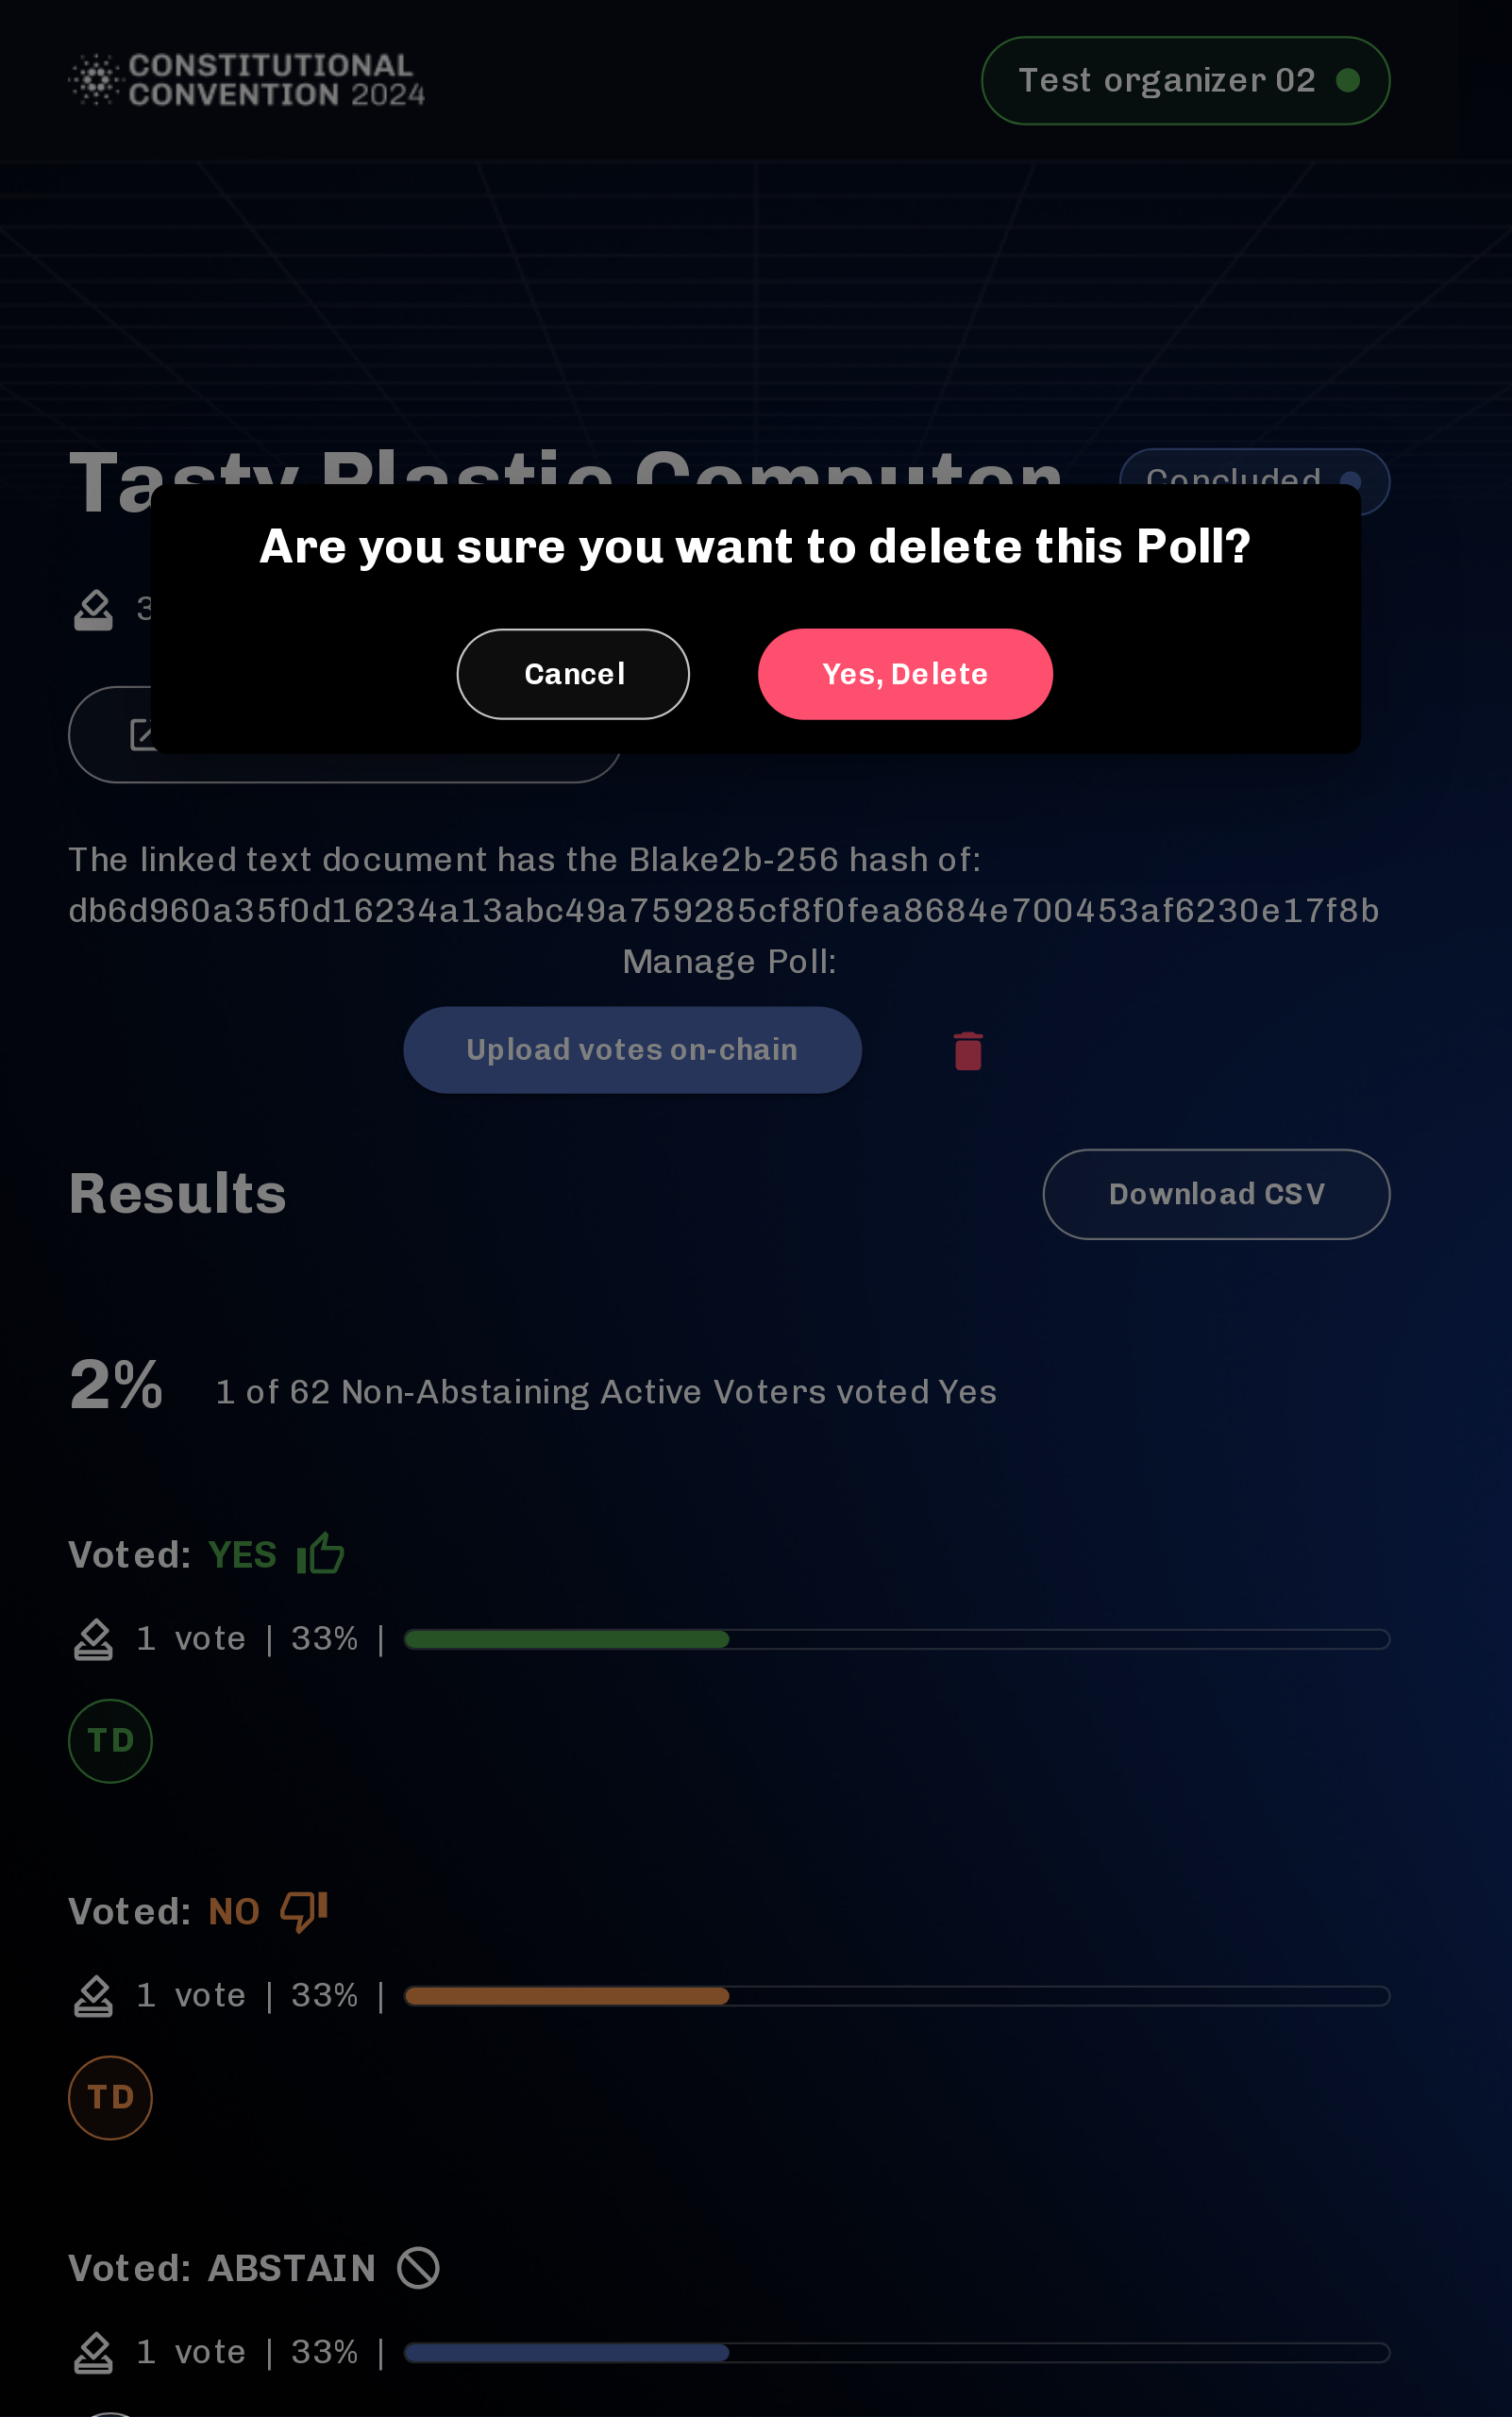 CONSTITUTIONAL
CONVENTION 2024
Test organizer 02
Tasty Plastic Computer
Concluded
Are you sure you want to delete this Poll?
3
Cancel
Yes, Delete
The linked text document has the Blake2b-256 hash of:
db6d960a35f0d16234a13abc49a759285cf8f0fea8684e700453af6230e17f8b
Manage Poll:
Upload votes on-chain
Results
Download CSV
2%
1 of 62 Non-Abstaining Active Voters voted Yes
Voted: YES
1 vote | 33% |
TD
Voted: NO
1 vote | 33% |
TD
Voted: ABSTAIN
1 vote | 33% |